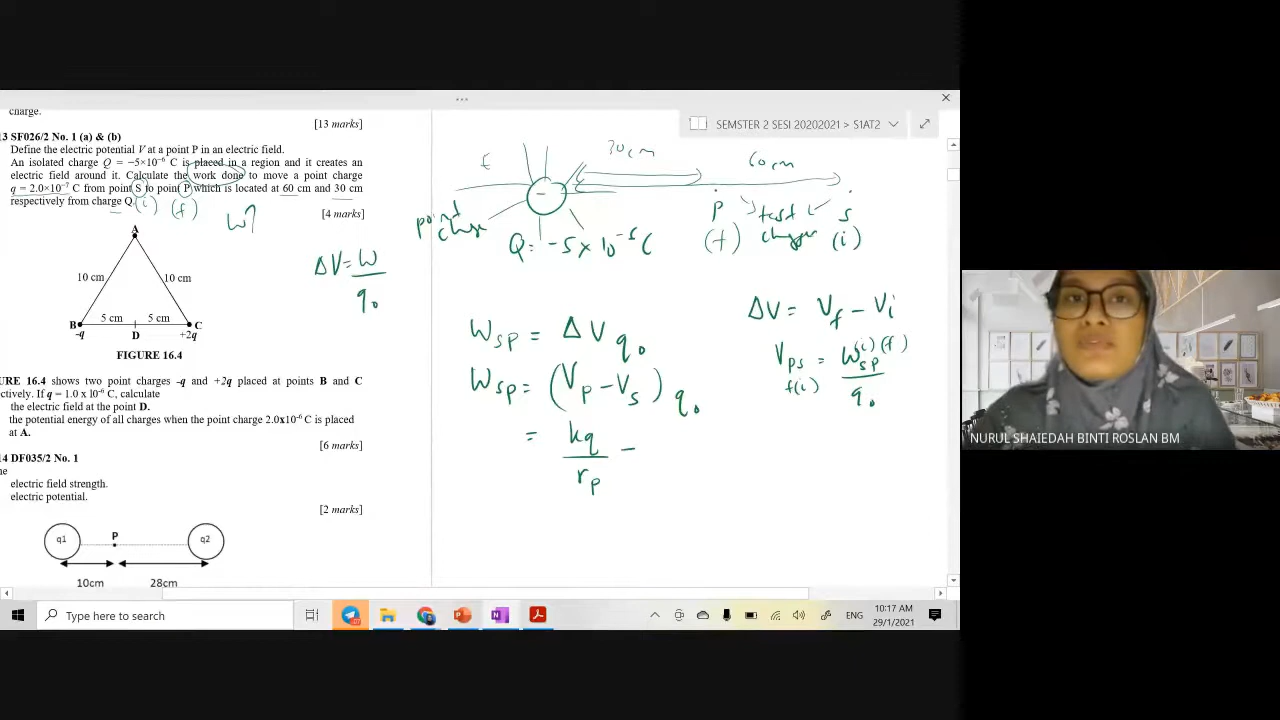 charge.
[13 marks]
13 SF026/2 No. 1 (a) & (b)
Define the electric potential V at a point P in an electric field.
An isolated charge Q = −5×10⁻⁶ C is placed in a region and it creates an
electric field around it. Calculate the work done to move a point charge
q = 2.0×10⁻⁷ C from point S to point P which is located at 60 cm and 30 cm
respectively from charge Q.
(i) (f)
[4 marks]
W?
A
10 cm
10 cm
5 cm
5 cm
B
D
C
-q
+2q
FIGURE 16.4
ΔV = W
q₀
URE 16.4 shows two point charges -q and +2q placed at points B and C
ctively. If q = 1.0 x 10⁻⁶ C, calculate
the electric field at the point D.
the potential energy of all charges when the point charge 2.0x10⁻⁶ C is placed
at A.
[6 marks]
14 DF035/2 No. 1
ne
electric field strength.
electric potential.
[2 marks]
q1
P
q2
10cm
28cm
SEMSTER 2 SESI 20202021 > S1AT2
E
30cm
60cm
-
point charge
P
test charge
S
(f)
(i)
Q = -5 × 10⁻⁶ C
W_SP = ΔV q₀
W_SP = (V_P − V_S) q₀
= kq −
r_P
ΔV = V_f − V_i
V_PS = W_SP (i)(f)
f(i)
q₀
NURUL SHAIEDAH BINTI ROSLAN BM
Type here to search
ENG
10:17 AM
29/1/2021